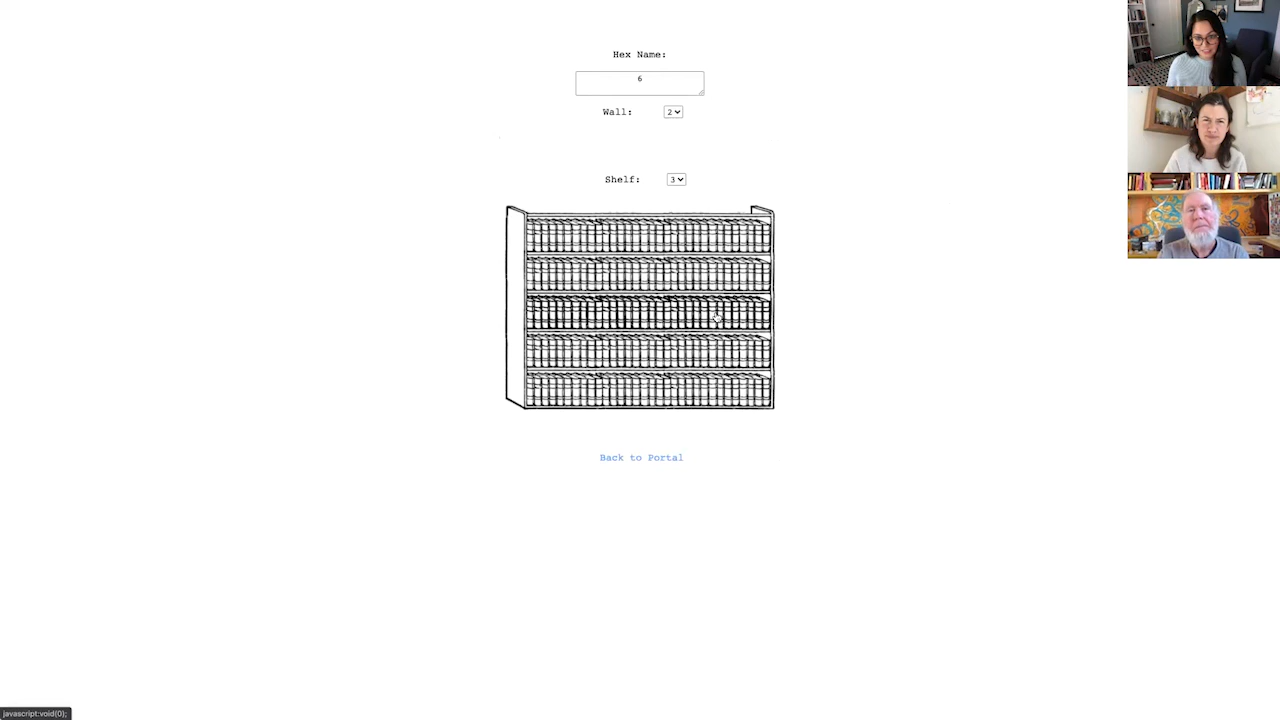 Hex Name:
6
Wall: 2
Shelf: 3
Back to Portal
javascript:void(0);